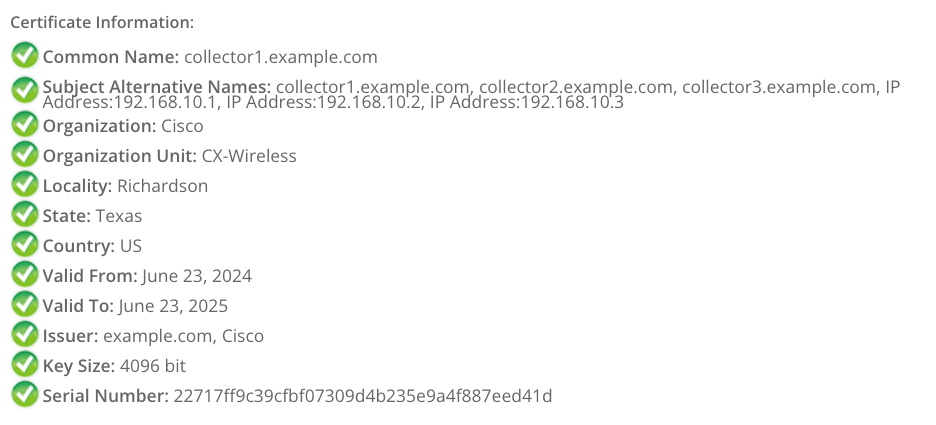 Certificate Information:
Common Name: collector1.example.com
Subject Alternative Names: collector1.example.com, collector2.example.com, collector3.example.com, IP
Address:192.168.10.1, IP Address:192.168.10.2, IP Address:192.168.10.3
Organization: Cisco
Organization Unit: CX-Wireless
Locality: Richardson
State: Texas
Country: US
Valid From: June 23, 2024
Valid To: June 23, 2025
Issuer: example.com, Cisco
Key Size: 4096 bit
Serial Number: 22717ff9c39cfbf07309d4b235e9a4f887eed41d